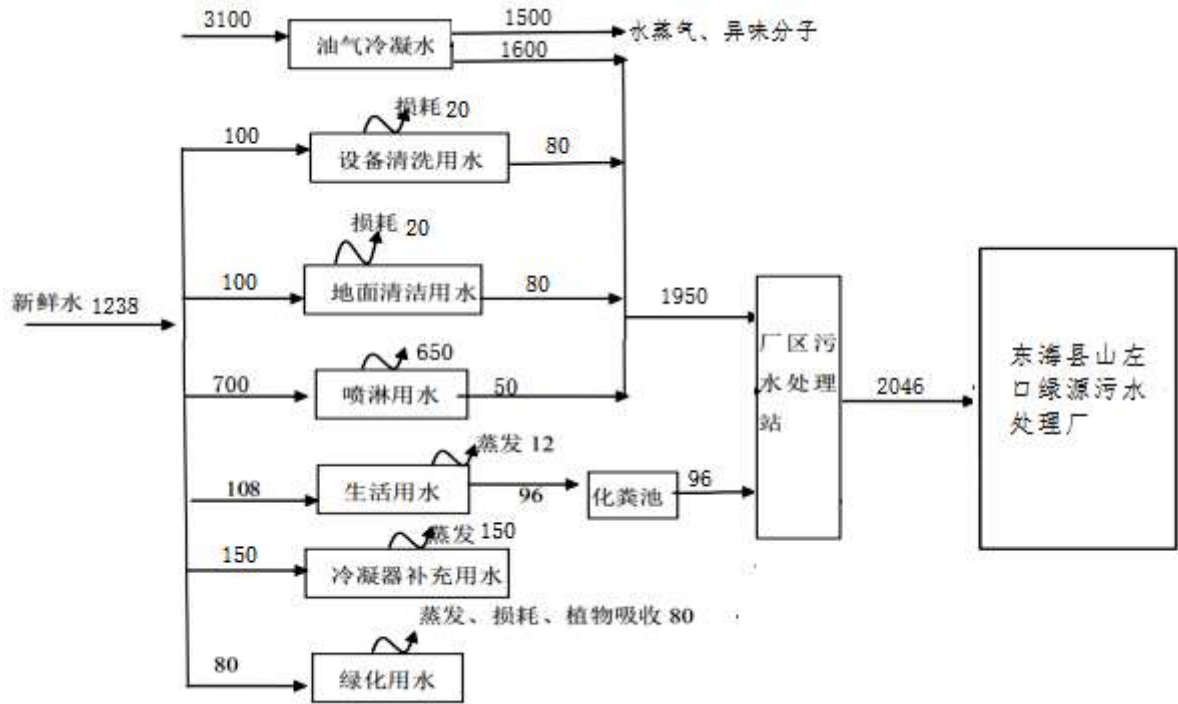 3100
油气冷凝水
1500
水蒸气、异味分子
1600
损耗 20
100
设备清洗用水
80
损耗 20
100
地面清洁用水
80
新鲜水 1238
1950
650
700
喷淋用水
50
厂区污
水处理
站
2046
东海县山左
口绿源污水
处理厂
蒸发 12
108
生活用水
96
化粪池
96
蒸发 150
150
冷凝器补充用水
蒸发、损耗、植物吸收 80
80
绿化用水